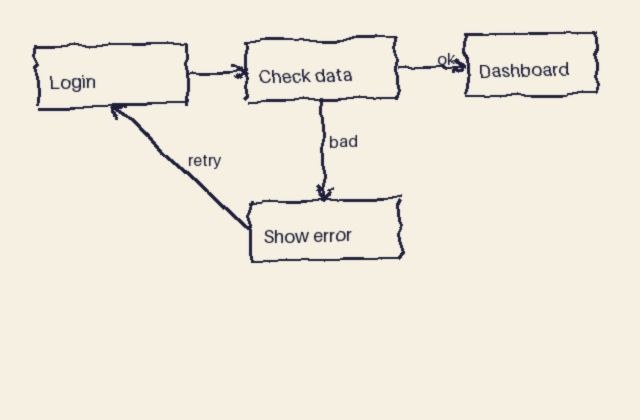 Login
Check data
ok
Dashboard
bad
retry
Show error